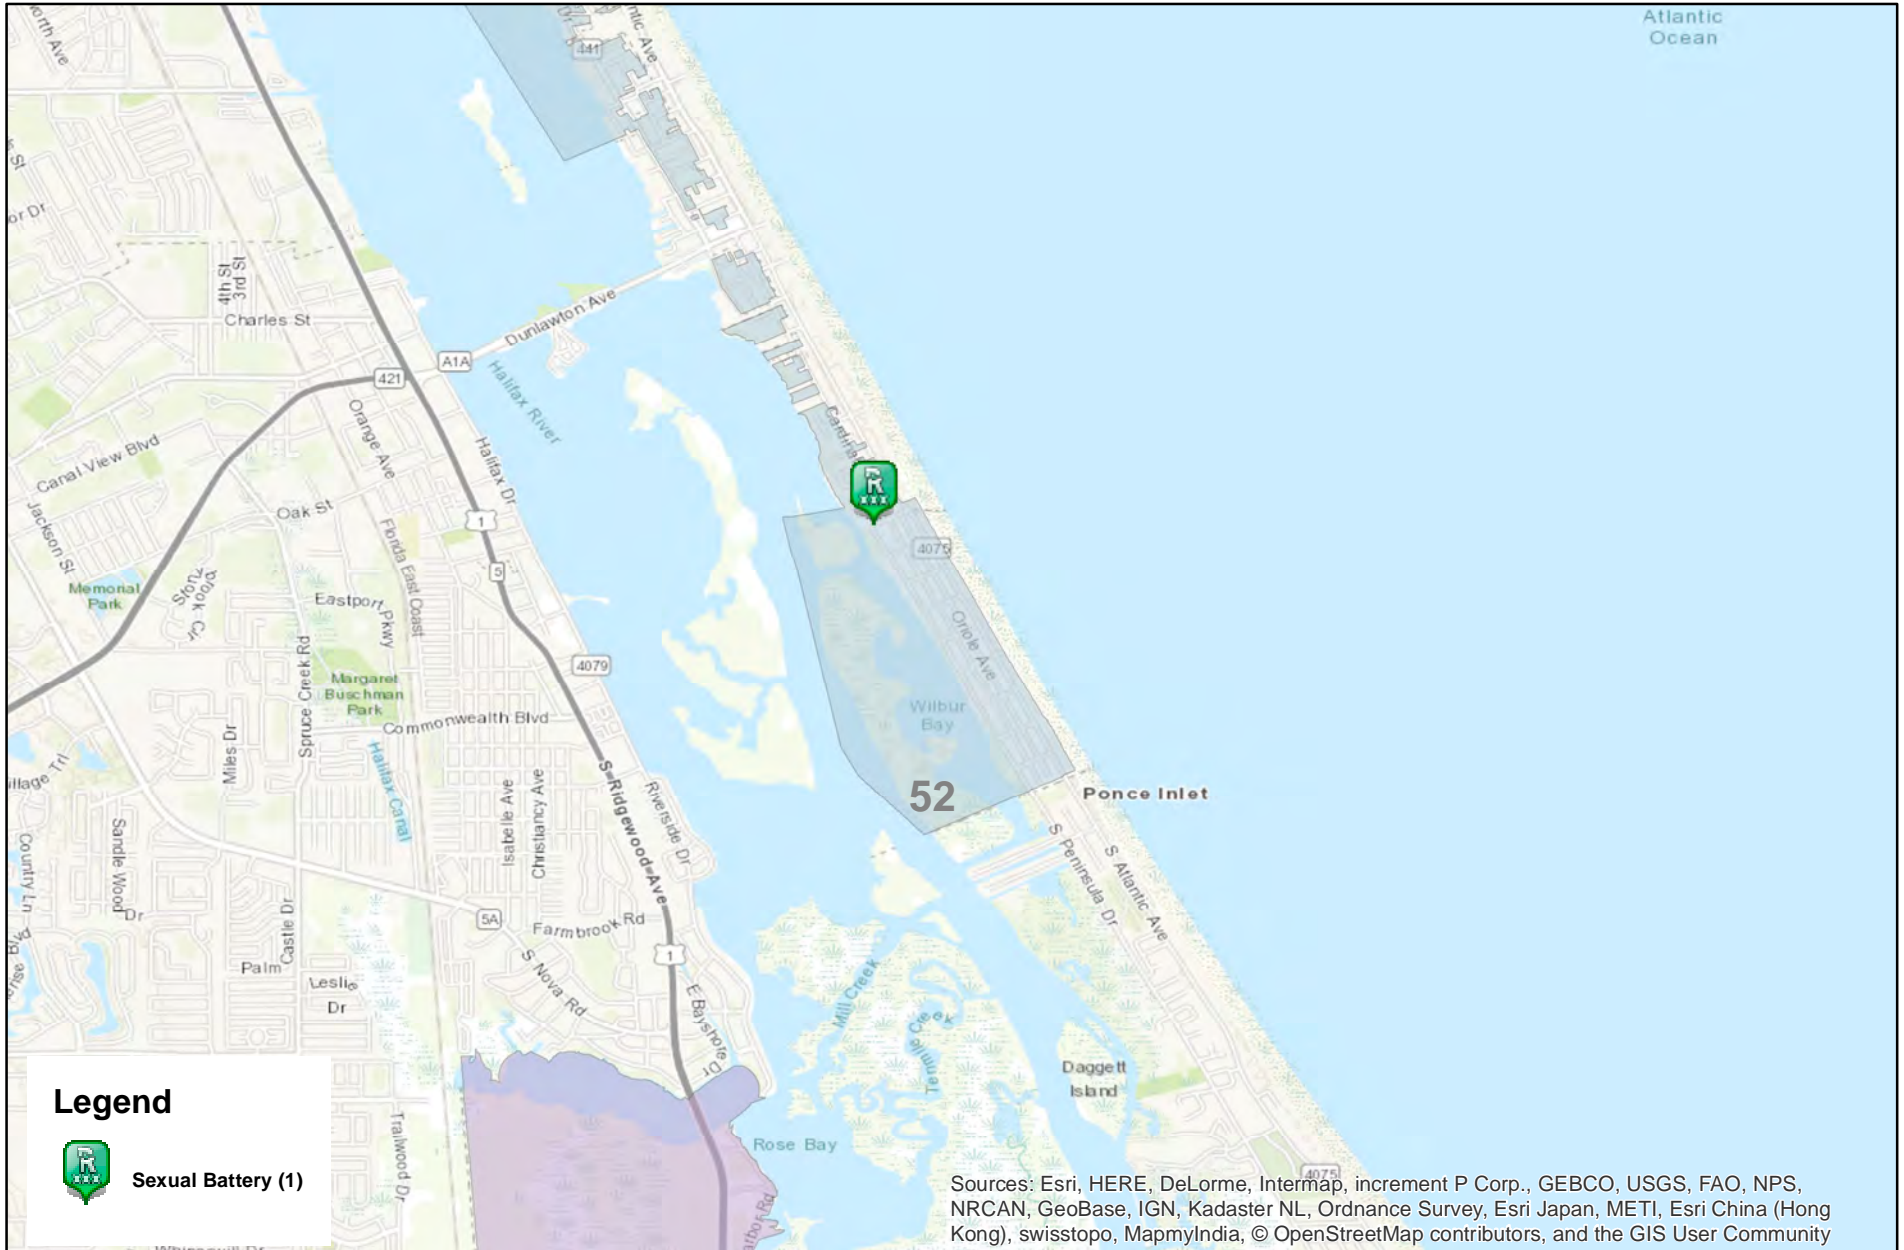 Atlantic
Ocean
441
Charles St
4th St
3rd St
Dunlawton Ave
A1A
421
Halifax River
Canal View Blvd
Orange Ave
Halifax Dr
Jackson St
Oak St
1
Florida East Coast
4075
5
Memorial
Park
Eastport Pkwy
Oriole Ave
Spruce Creek Rd
4079
Margaret
Buschman
Park
Wilbur
Bay
Commonwealth Blvd
Miles Dr
Halifax Canal
S Ridgewood Ave
Riverside Dr
52
Ponce Inlet
Isabelle Ave
Christiancy Ave
Sandle Wood
Dr
Country Ln
S Peninsula Dr
S Atlantic Ave
Castle Dr
5A
Farmbrook Rd
1
Palm
Leslie
Dr
S Nova Rd
E Bayshore Dr
Mill Creek
Tenmile Creek
Daggett
Island
Trailwood Dr
Rose Bay
4075
Legend
R
XXX
Sexual Battery (1)
Sources: Esri, HERE, DeLorme, Intermap, increment P Corp., GEBCO, USGS, FAO, NPS,
NRCAN, GeoBase, IGN, Kadaster NL, Ordnance Survey, Esri Japan, METI, Esri China (Hong
Kong), swisstopo, MapmyIndia, © OpenStreetMap contributors, and the GIS User Community